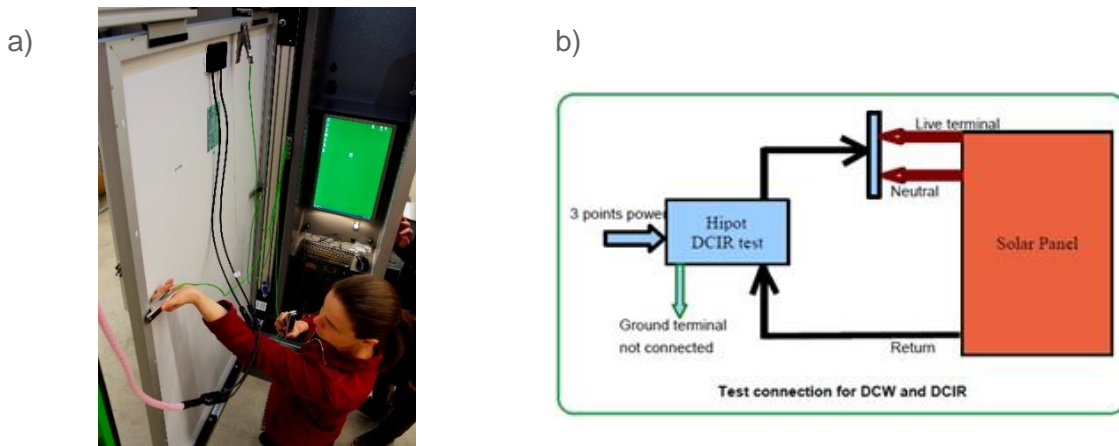 a)
b)
Live terminal
Neutral
3 points power
Hipot
DCIR test
Solar Panel
Ground terminal
not connected
Return
Test connection for DCW and DCIR